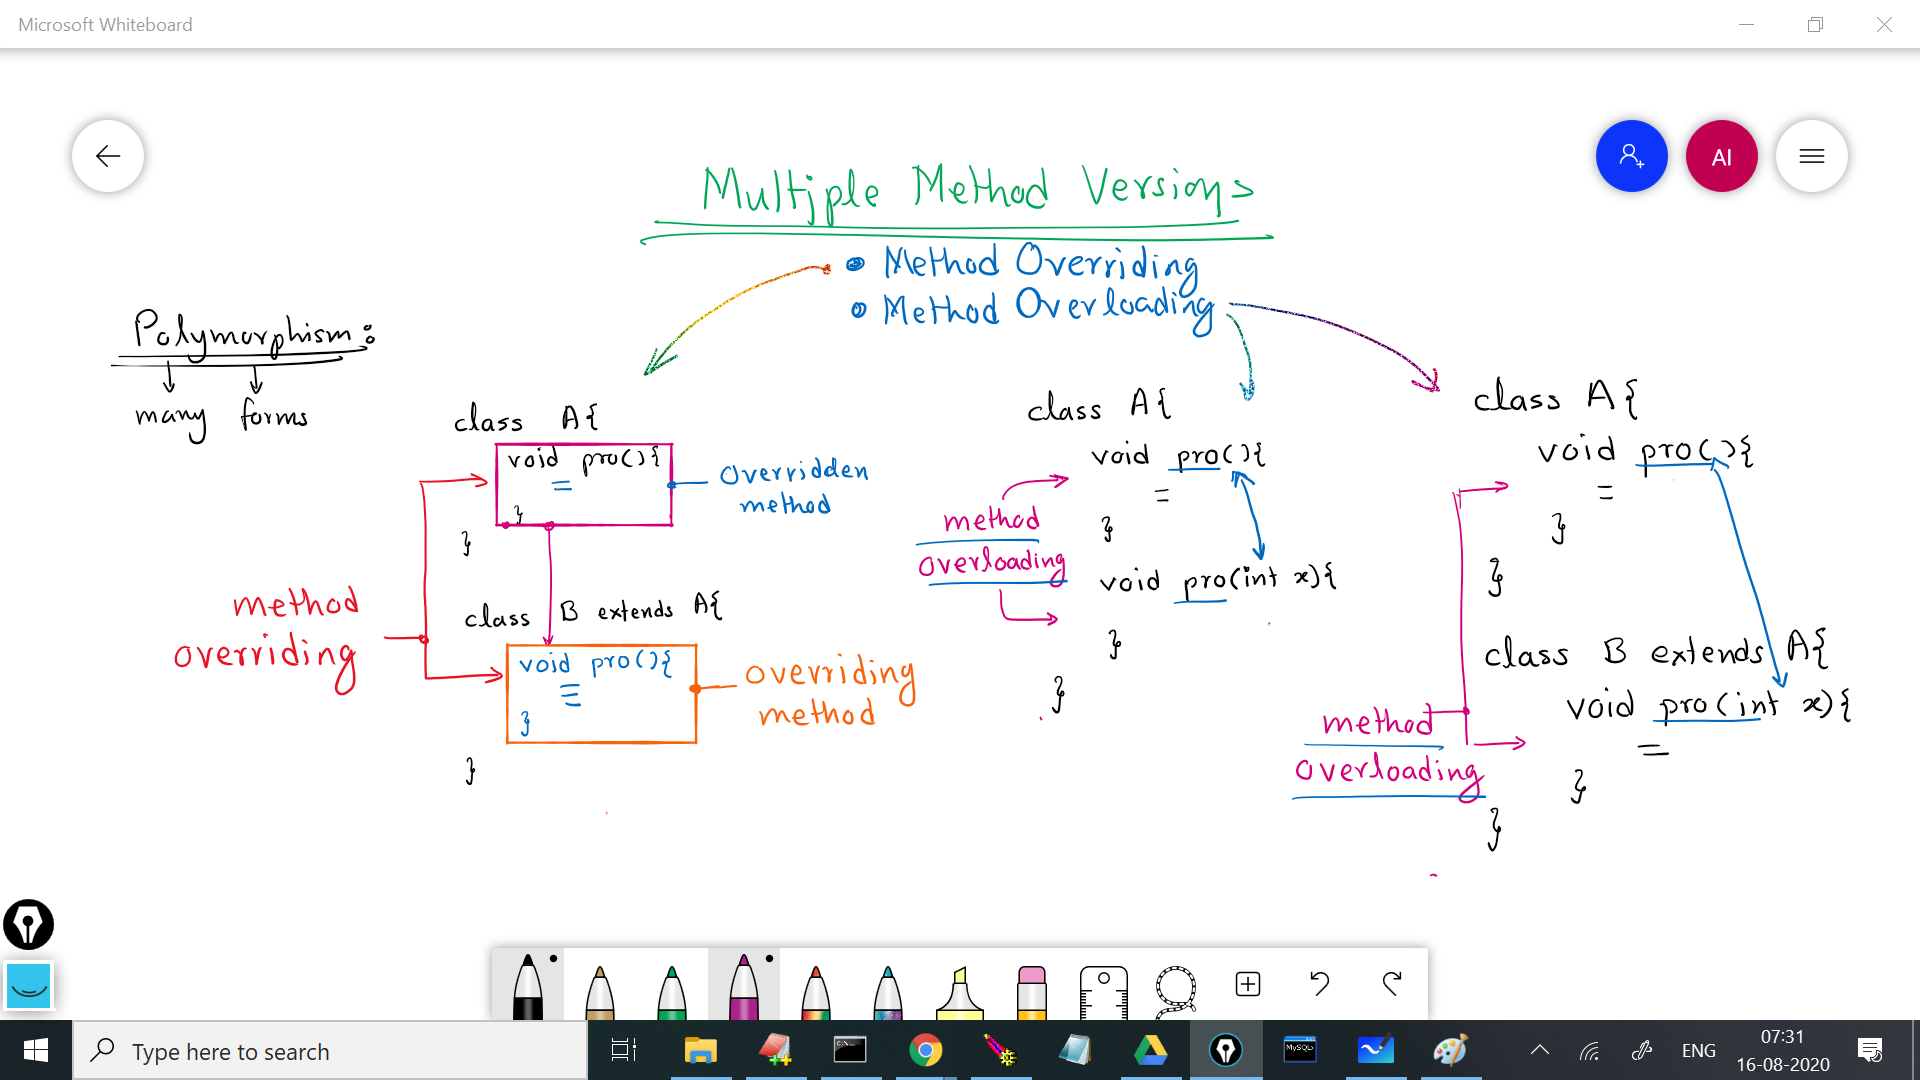 Microsoft Whiteboard
AI
Multiple Method Versions
• Method Overriding
• Method Overloading
Polymorphism:
many forms
class A{
void pro(){
}
}
Overridden
method
method
overriding
class B extends A{
void pro(){
}
}
overriding
method
class A{
void pro(){
}
void pro(int x){
}
}
method
overloading
class A{
void pro(){
}
}
class B extends A{
void pro(int x){
}
}
method
overloading
Type here to search
MySQL
ENG
07:31
16-08-2020